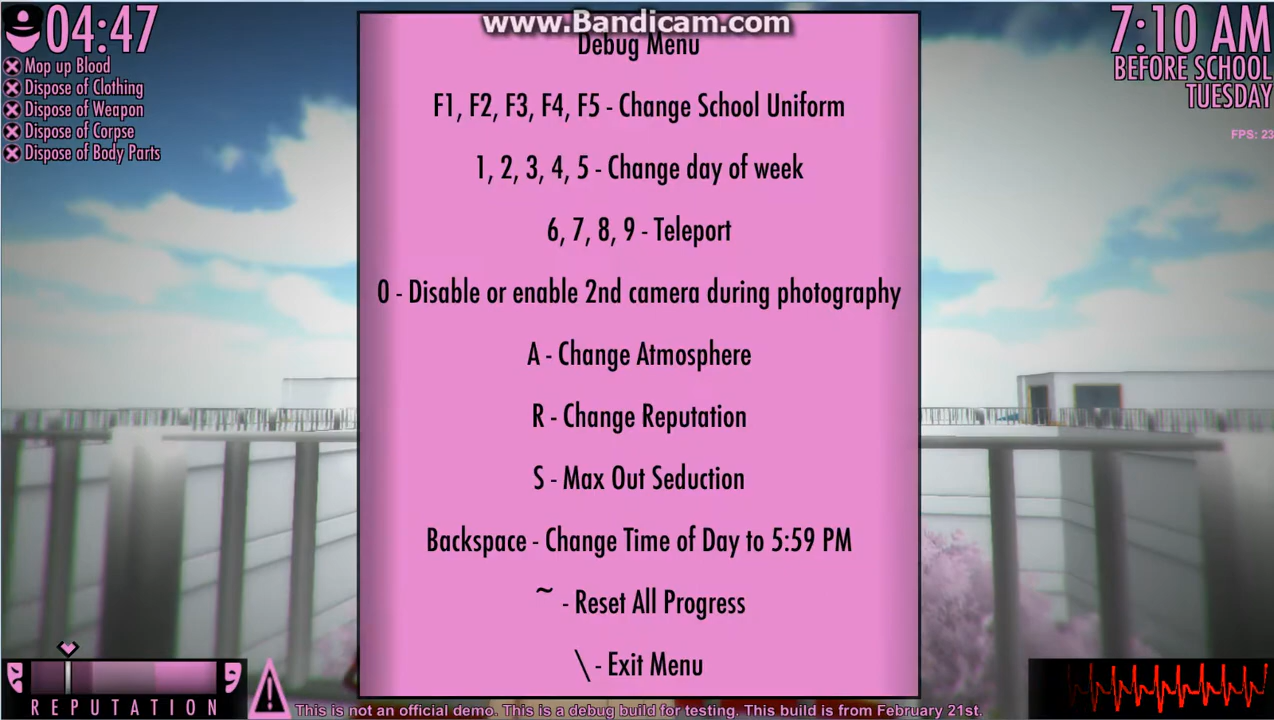 www.Bandicam.com
04:47
Mop up Blood
Dispose of Clothing
Dispose of Weapon
Dispose of Corpse
Dispose of Body Parts
7:10 AM
BEFORE SCHOOL
TUESDAY
FPS: 23
Debug Menu
F1, F2, F3, F4, F5 - Change School Uniform
1, 2, 3, 4, 5 - Change day of week
6, 7, 8, 9 - Teleport
0 - Disable or enable 2nd camera during photography
A - Change Atmosphere
R - Change Reputation
S - Max Out Seduction
Backspace - Change Time of Day to 5:59 PM
~ - Reset All Progress
\ - Exit Menu
REPUTATION
This is not an official demo. This is a debug build for testing. This build is from February 21st.